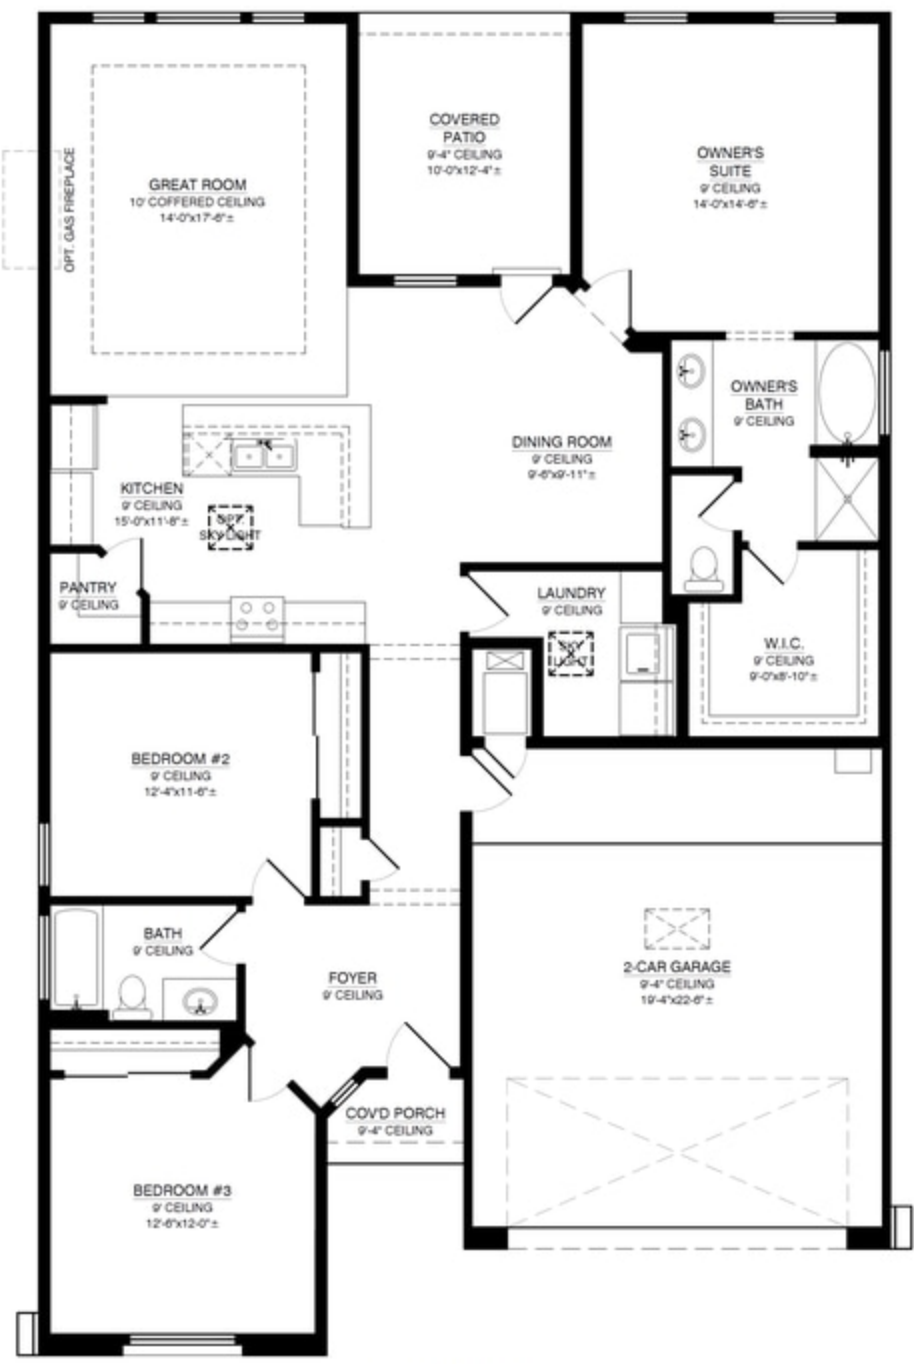 COVERED
PATIO
9'-4" CEILING
10'-0"x12'-4"±
OWNER'S
SUITE
9' CEILING
14'-0"x14'-6"±
OPT. GAS FIREPLACE
GREAT ROOM
10' COFFERED CEILING
14'-0"x17'-6"±
OWNER'S
BATH
9' CEILING
DINING ROOM
9' CEILING
9'-6"x9'-11"±
KITCHEN
9' CEILING
15'-0"x11'-8"±
OPT.
SKYLIGHT
PANTRY
9' CEILING
LAUNDRY
9' CEILING
SKY
LIGHT
W.I.C.
9' CEILING
9'-0"x8'-10"±
BEDROOM #2
9' CEILING
12'-4"x11-6"±
BATH
9' CEILING
FOYER
9' CEILING
2-CAR GARAGE
9'-4" CEILING
19'-4"x22'-6"±
COV'D PORCH
9'-4" CEILING
BEDROOM #3
9' CEILING
12'-6"x12'-0"±